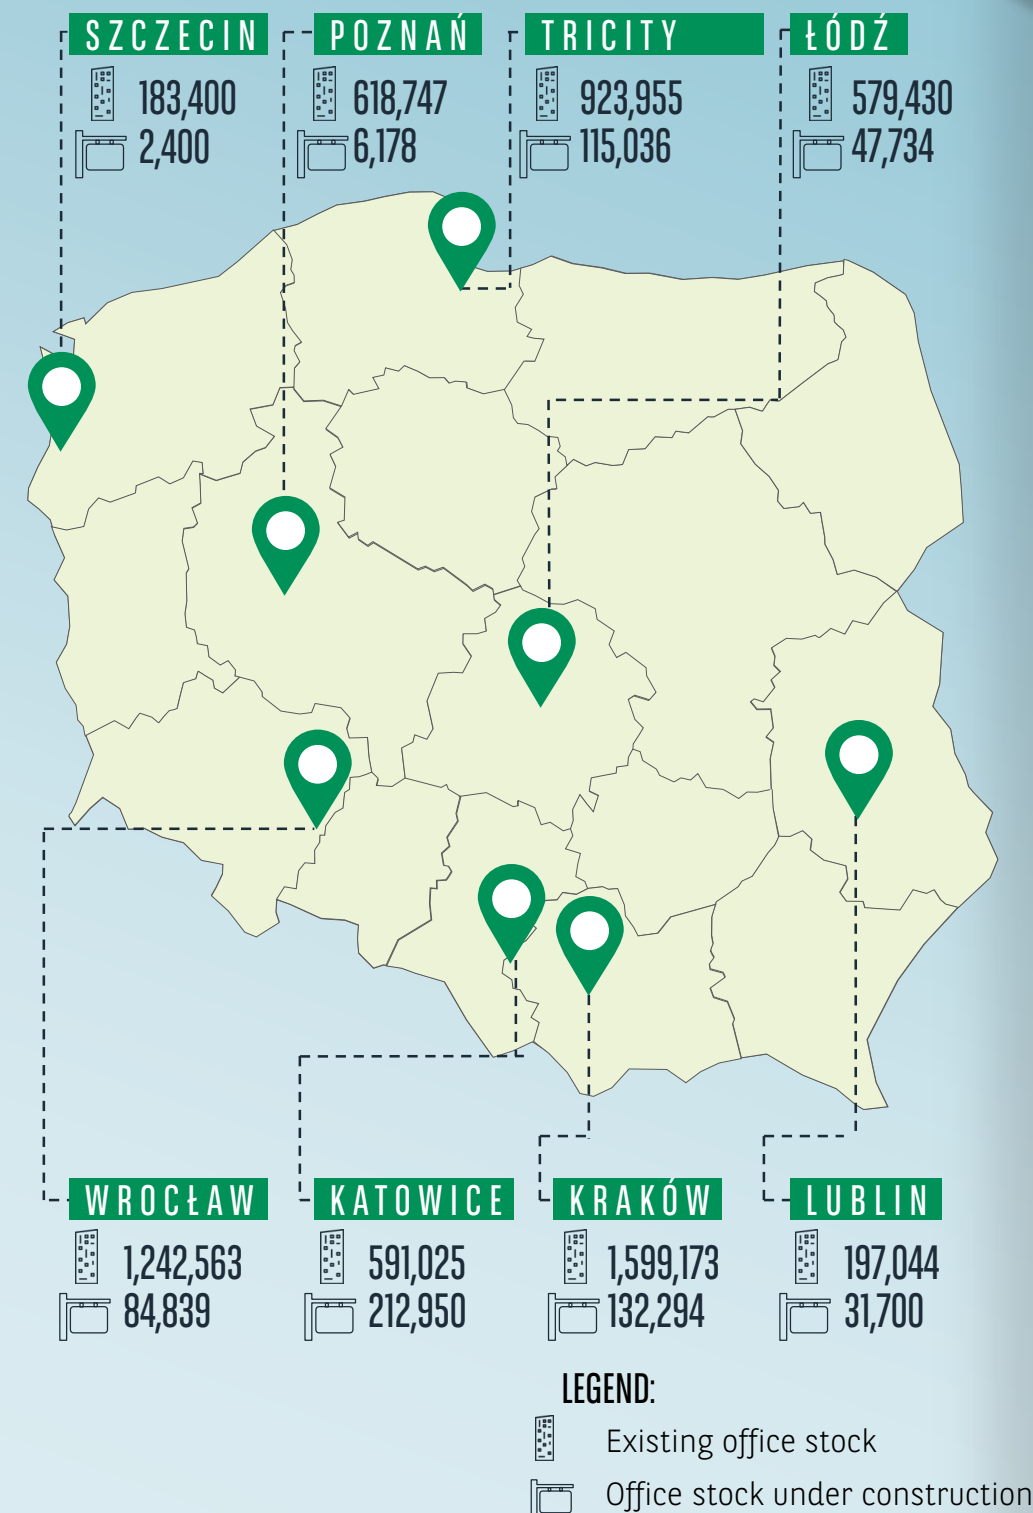 SZCZECIN
183,400
2,400
POZNAŃ
618,747
6,178
TRICITY
923,955
115,036
ŁÓDŹ
579,430
47,734
WROCŁAW
1,242,563
84,839
KATOWICE
591,025
212,950
KRAKÓW
1,599,173
132,294
LUBLIN
197,044
31,700
LEGEND:
Existing office stock
Office stock under construction